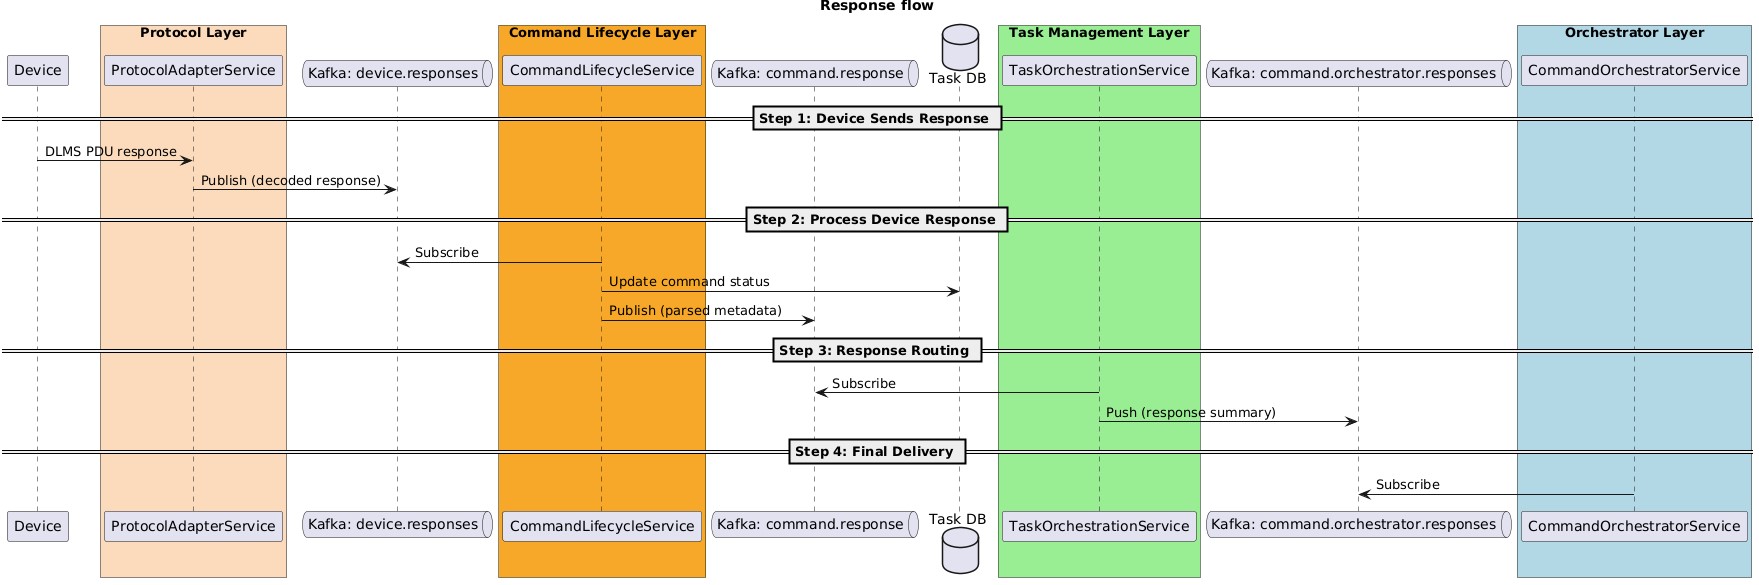 Response flow
Protocol Layer
Command Lifecycle Layer
Task Management Layer
Orchestrator Layer
Device
ProtocolAdapterService
Kafka: device.responses
CommandLifecycleService
Kafka: command.response
Task DB
TaskOrchestrationService
Kafka: command.orchestrator.responses
CommandOrchestratorService
Step 1: Device Sends Response
DLMS PDU response
Publish (decoded response)
Step 2: Process Device Response
Subscribe
Update command status
Publish (parsed metadata)
Step 3: Response Routing
Subscribe
Push (response summary)
Step 4: Final Delivery
Subscribe
Device
ProtocolAdapterService
Kafka: device.responses
CommandLifecycleService
Kafka: command.response
Task DB
TaskOrchestrationService
Kafka: command.orchestrator.responses
CommandOrchestratorService